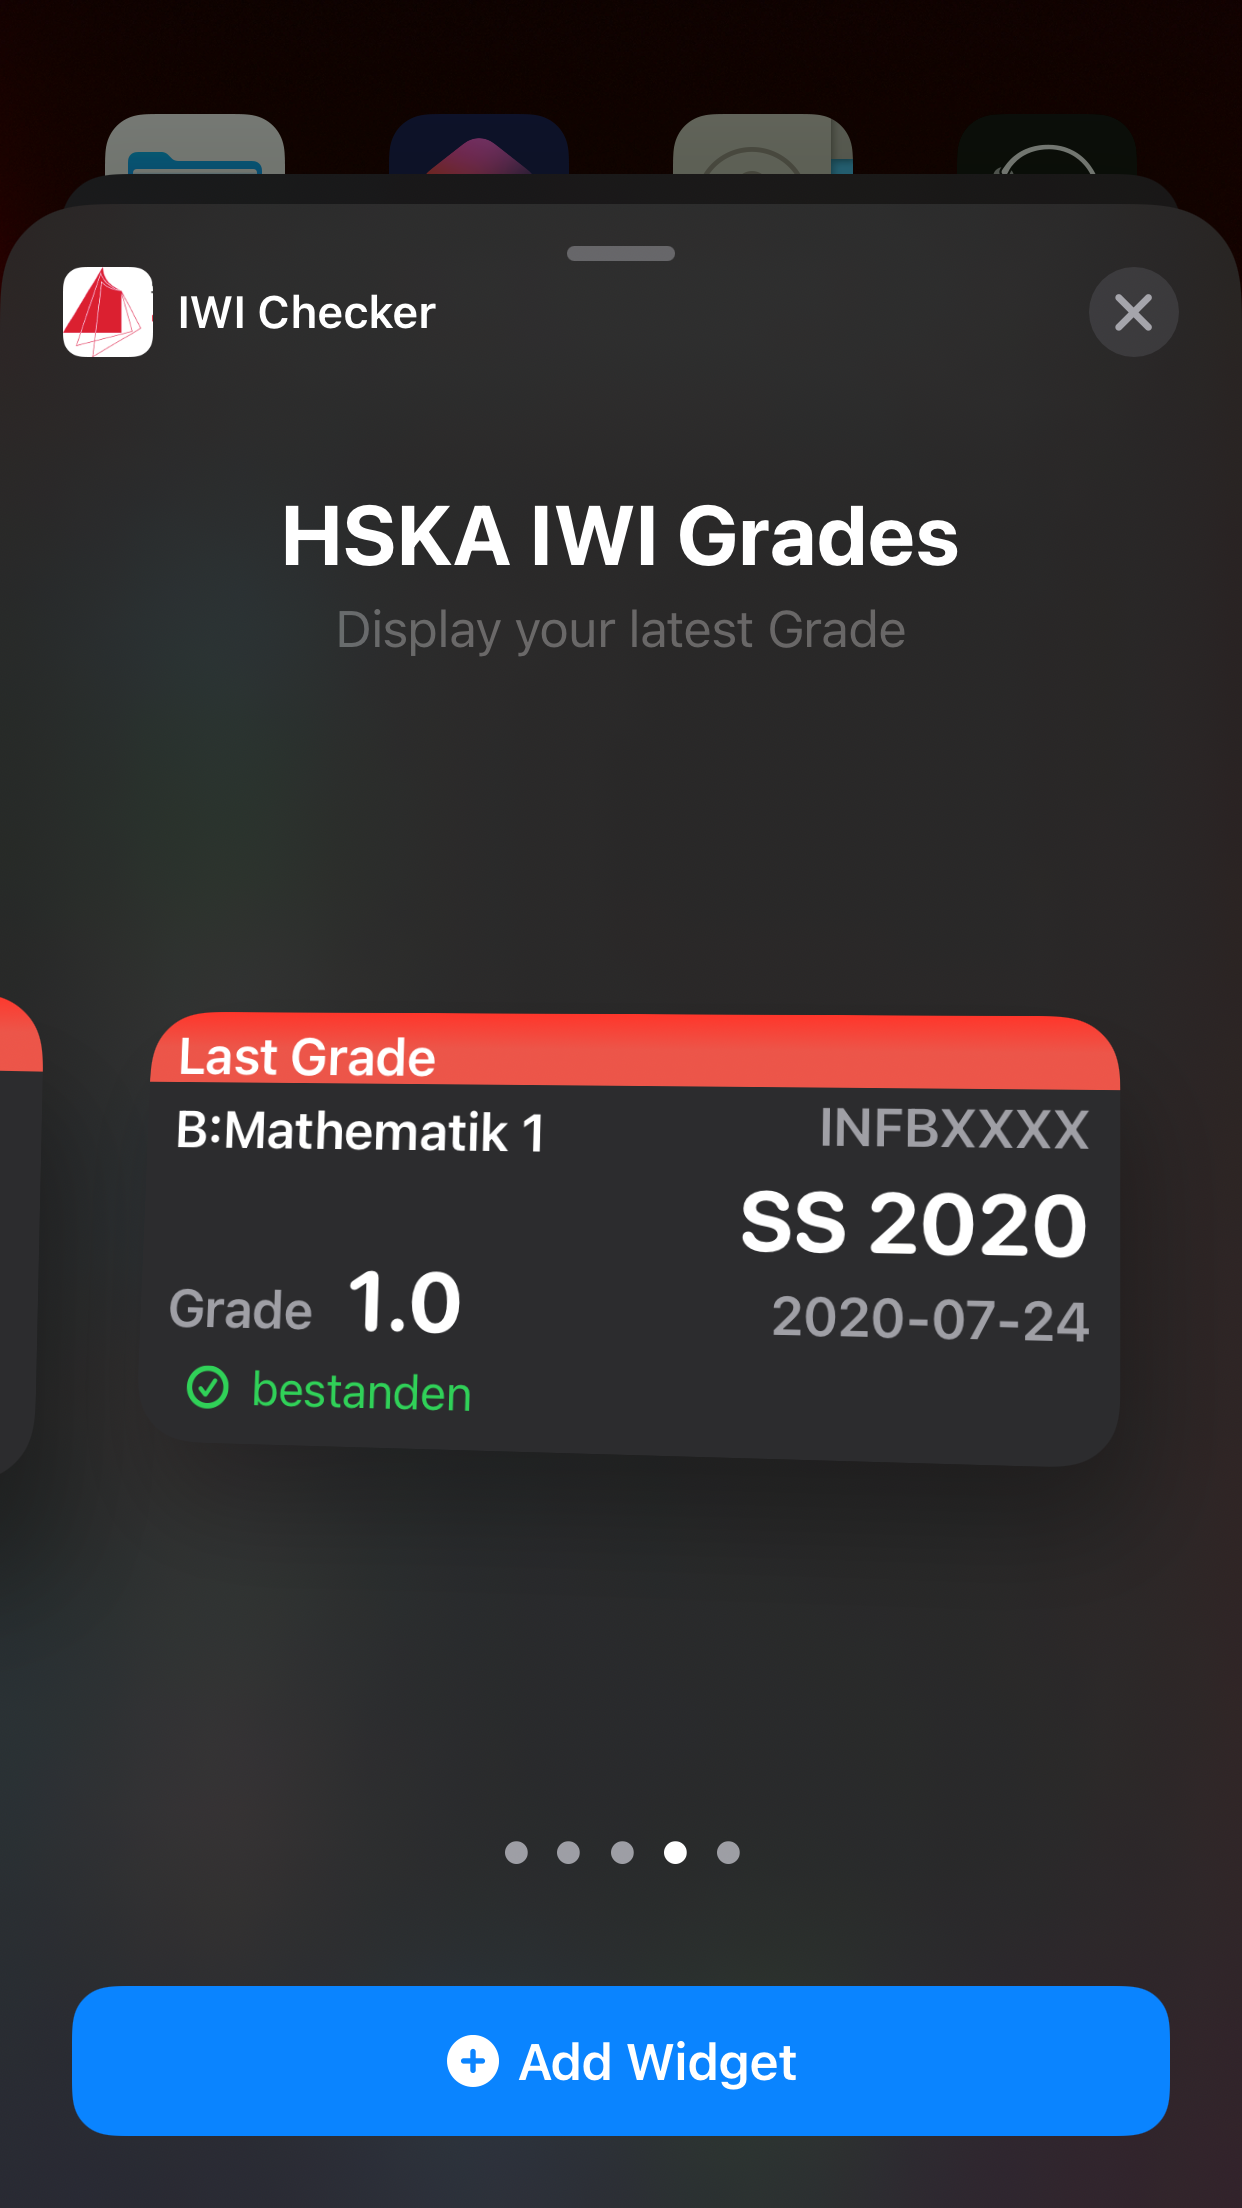 IWI Checker
HSKA IWI Grades
Display your latest Grade
Last Grade
B:Mathematik 1
INFBXXXX
SS 2020
Grade 1.0
2020-07-24
bestanden
Add Widget